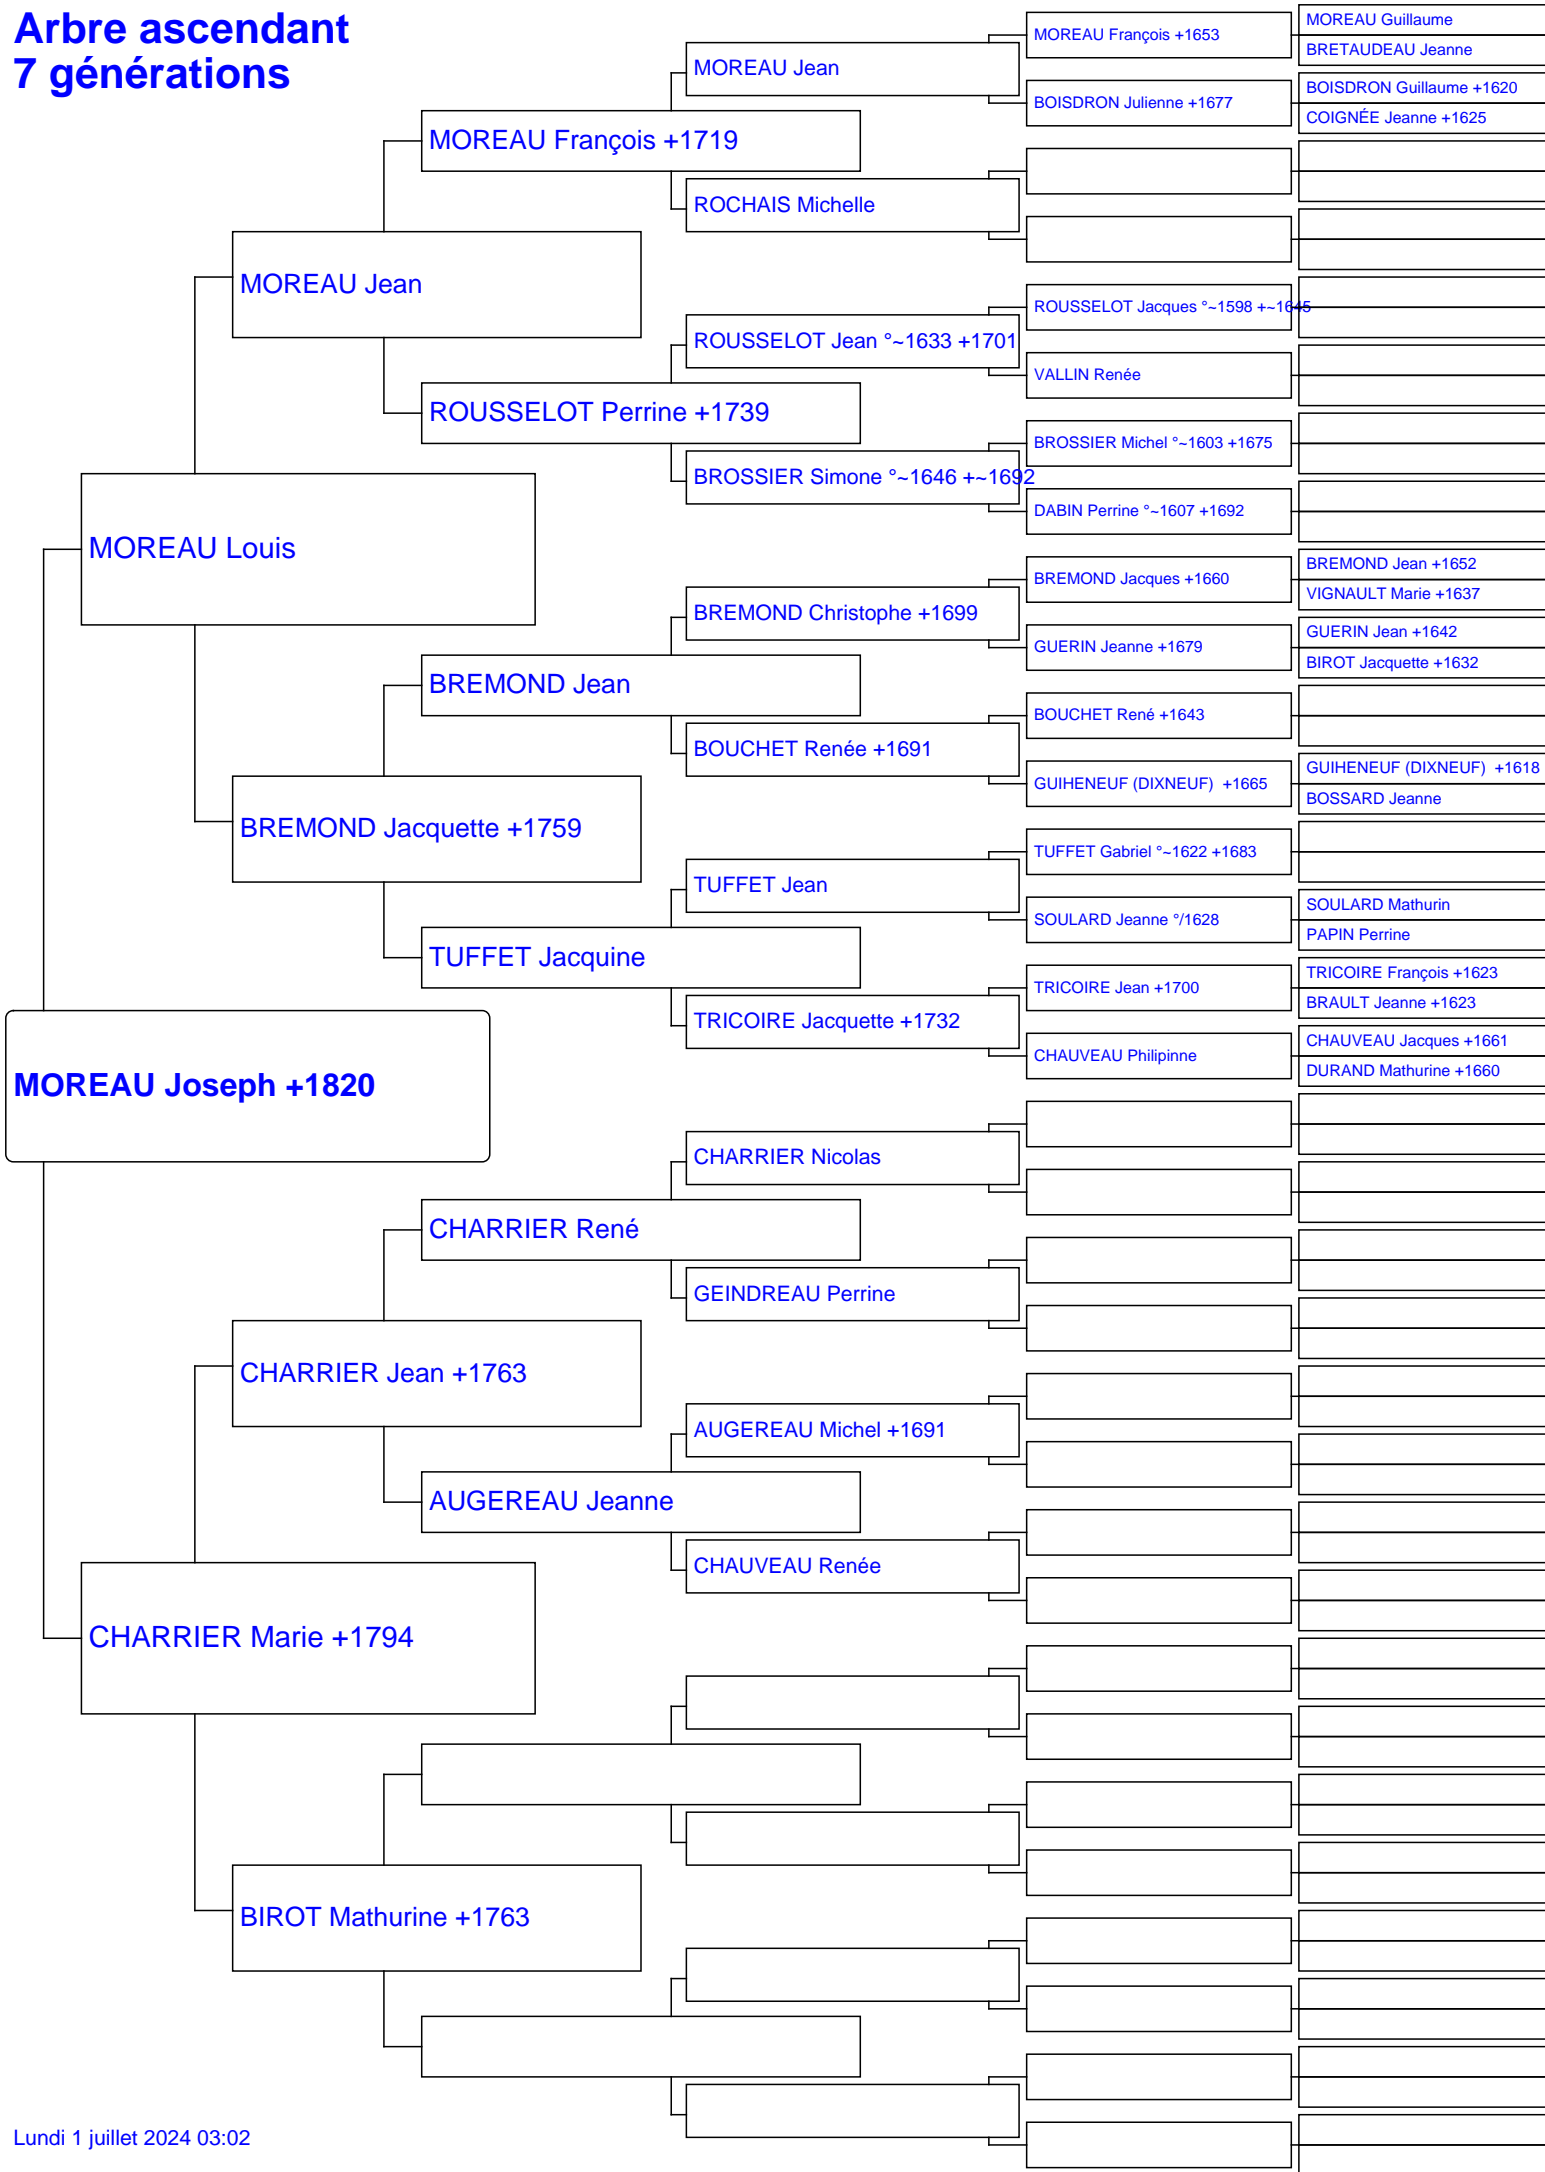 Arbre ascendant
7 générations
MOREAU Joseph +1820
MOREAU Louis
CHARRIER Marie +1794
MOREAU Jean
BREMOND Jacquette +1759
CHARRIER Jean +1763
BIROT Mathurine +1763
MOREAU François +1719
ROUSSELOT Perrine +1739
BREMOND Jean
TUFFET Jacquine
CHARRIER René
AUGEREAU Jeanne
MOREAU Jean
ROCHAIS Michelle
ROUSSELOT Jean °~1633 +1701
BROSSIER Simone °~1646 +~1692
BREMOND Christophe +1699
BOUCHET Renée +1691
TUFFET Jean
TRICOIRE Jacquette +1732
CHARRIER Nicolas
GEINDREAU Perrine
AUGEREAU Michel +1691
CHAUVEAU Renée
MOREAU François +1653
BOISDRON Julienne +1677
ROUSSELOT Jacques °~1598 +~1645
VALLIN Renée
BROSSIER Michel °~1603 +1675
DABIN Perrine °~1607 +1692
BREMOND Jacques +1660
GUERIN Jeanne +1679
BOUCHET René +1643
GUIHENEUF (DIXNEUF)  +1665
TUFFET Gabriel °~1622 +1683
SOULARD Jeanne °/1628
TRICOIRE Jean +1700
CHAUVEAU Philipinne
MOREAU Guillaume
BRETAUDEAU Jeanne
BOISDRON Guillaume +1620
COIGNÉE Jeanne +1625
BREMOND Jean +1652
VIGNAULT Marie +1637
GUERIN Jean +1642
BIROT Jacquette +1632
GUIHENEUF (DIXNEUF)  +1618
BOSSARD Jeanne
SOULARD Mathurin
PAPIN Perrine
TRICOIRE François +1623
BRAULT Jeanne +1623
CHAUVEAU Jacques +1661
DURAND Mathurine +1660
Lundi 1 juillet 2024 03:02